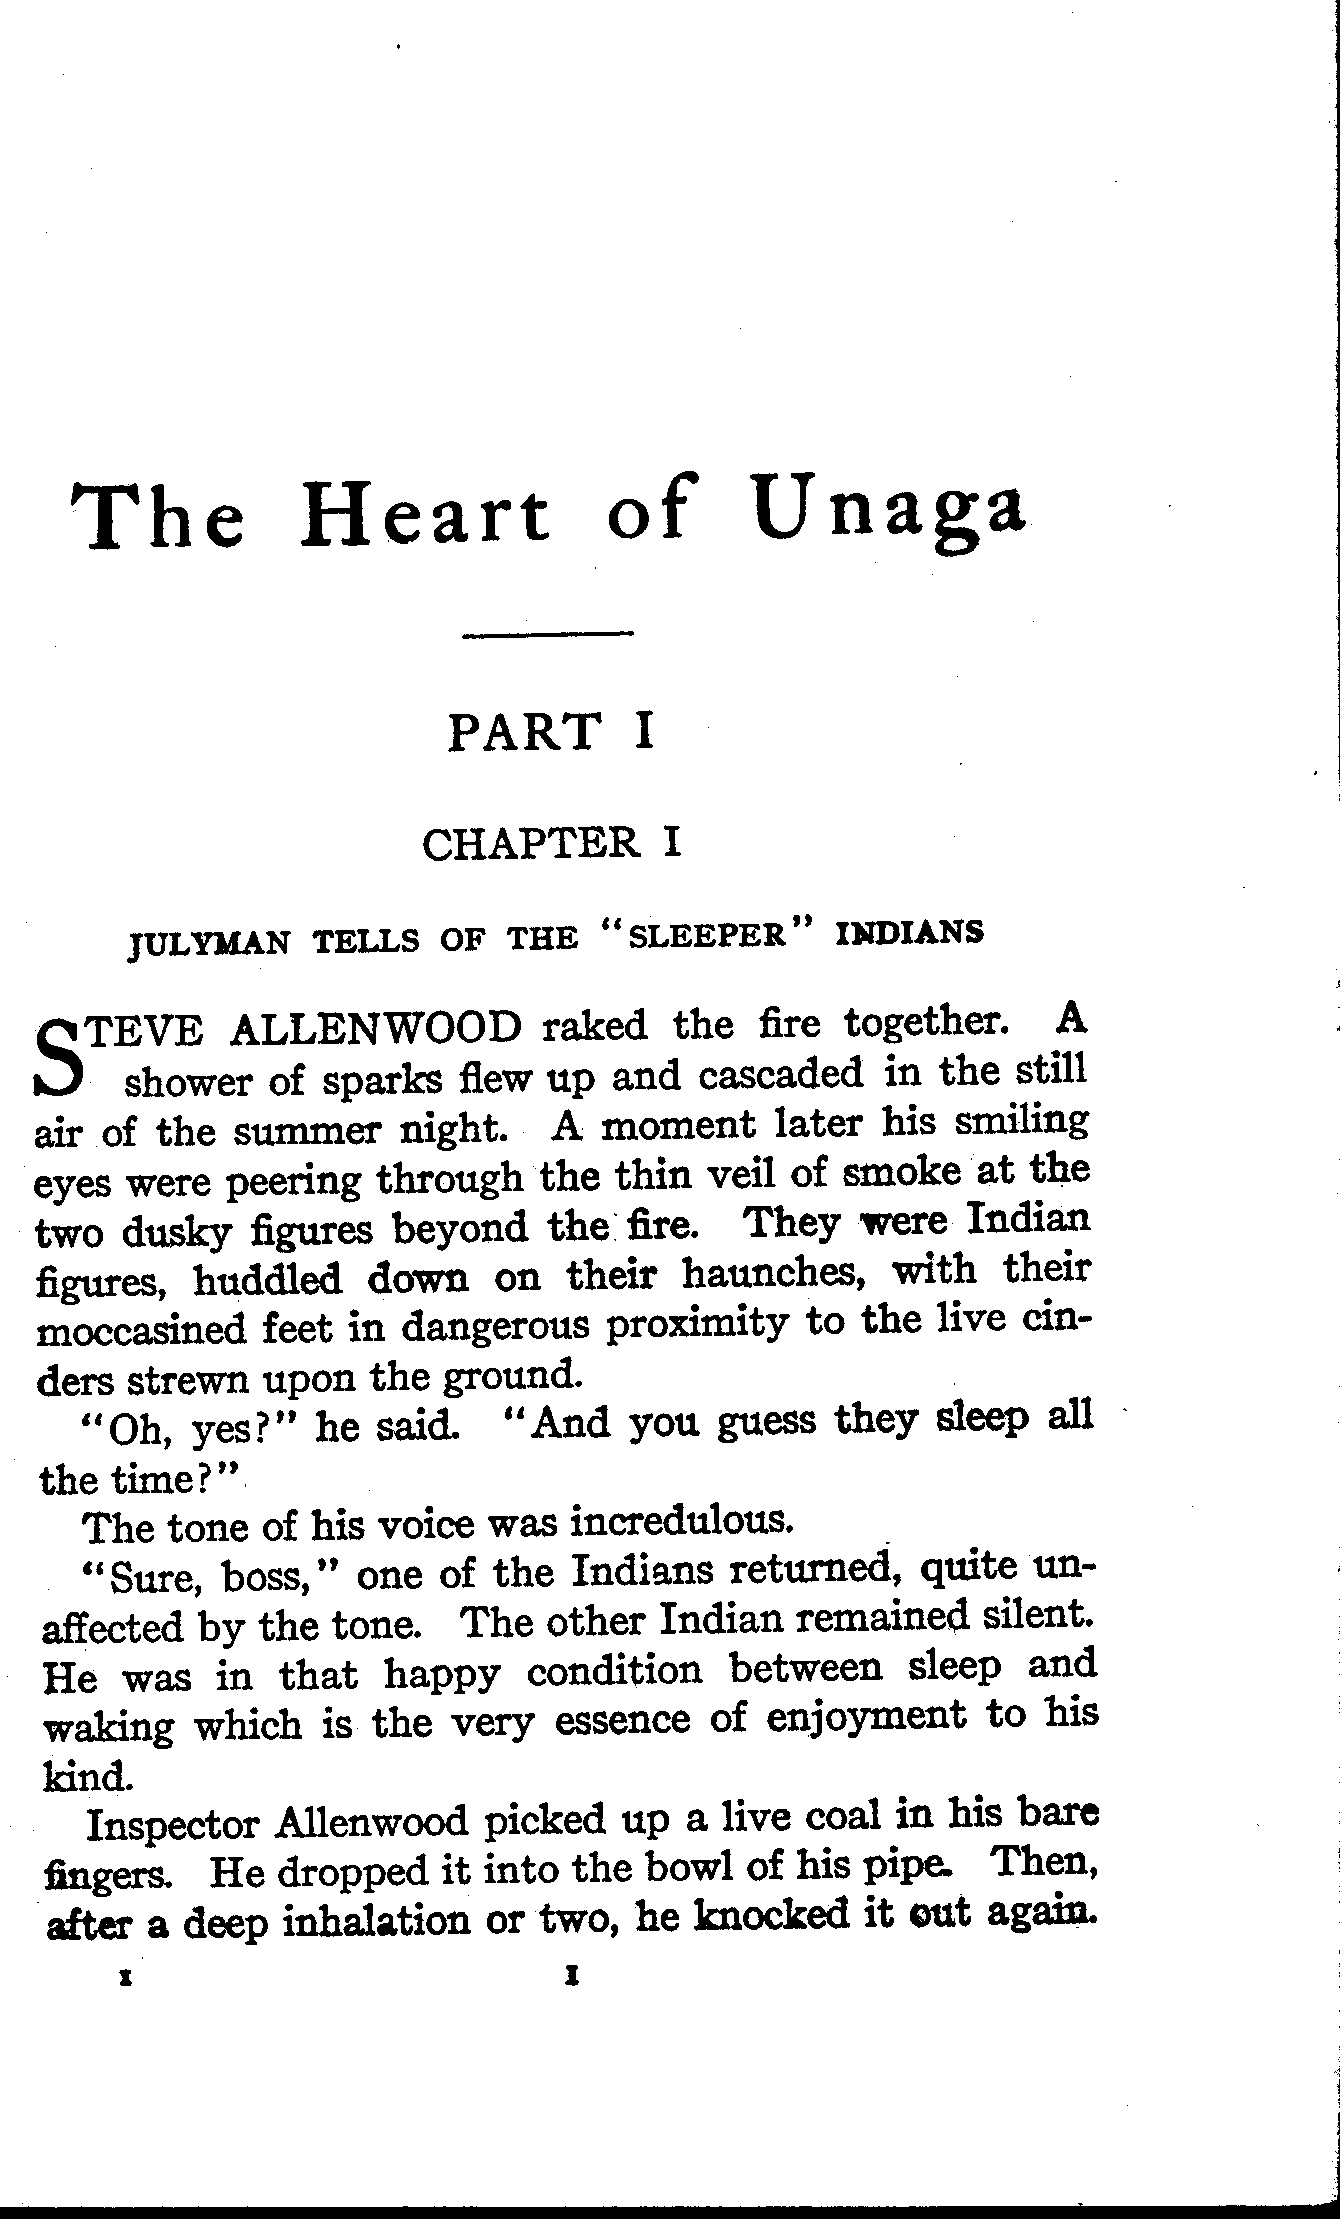 The Heart of Unaga
PART I
CHAPTER I
JULYMAN TELLS OF THE "SLEEPER" INDIANS
STEVE ALLENWOOD raked the fire together. A
shower of sparks flew up and cascaded in the still
air of the summer night. A moment later his smiling
eyes were peering through the thin veil of smoke at the
two dusky figures beyond the fire. They were Indian
figures, huddled down on their haunches, with their
moccasined feet in dangerous proximity to the live cin-
ders strewn upon the ground.
"Oh, yes?" he said. "And you guess they sleep all
the time?"
The tone of his voice was incredulous.
"Sure, boss," one of the Indians returned, quite un-
affected by the tone. The other Indian remained silent.
He was in that happy condition between sleep and
waking which is the very essence of enjoyment to his
kind.
Inspector Allenwood picked up a live coal in his bare
fingers. He dropped it into the bowl of his pipe. Then,
after a deep inhalation or two, he knocked it out again.
1 1